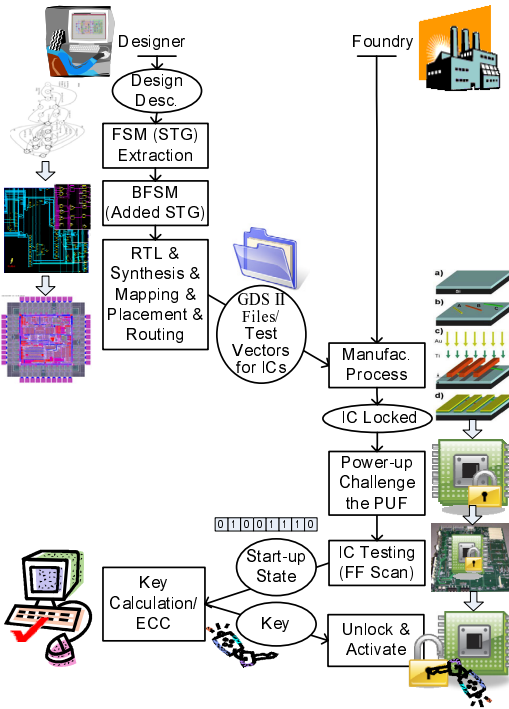 Designer
Foundry
Design
Desc.
FSM (STG)
Extraction
BFSM
(Added STG)
RTL &
Synthesis &
Mapping &
Placement &
Routing
GDS II
Files/
Test
Vectors
for ICs
a)
b)
c)
Au
Ti
d)
Manufac.
Process
IC Locked
Power-up
Challenge
the PUF
0 1 0 0 1 1 1 0
Start-up
State
IC Testing
(FF Scan)
Key
Calculation/
ECC
Key
Unlock &
Activate